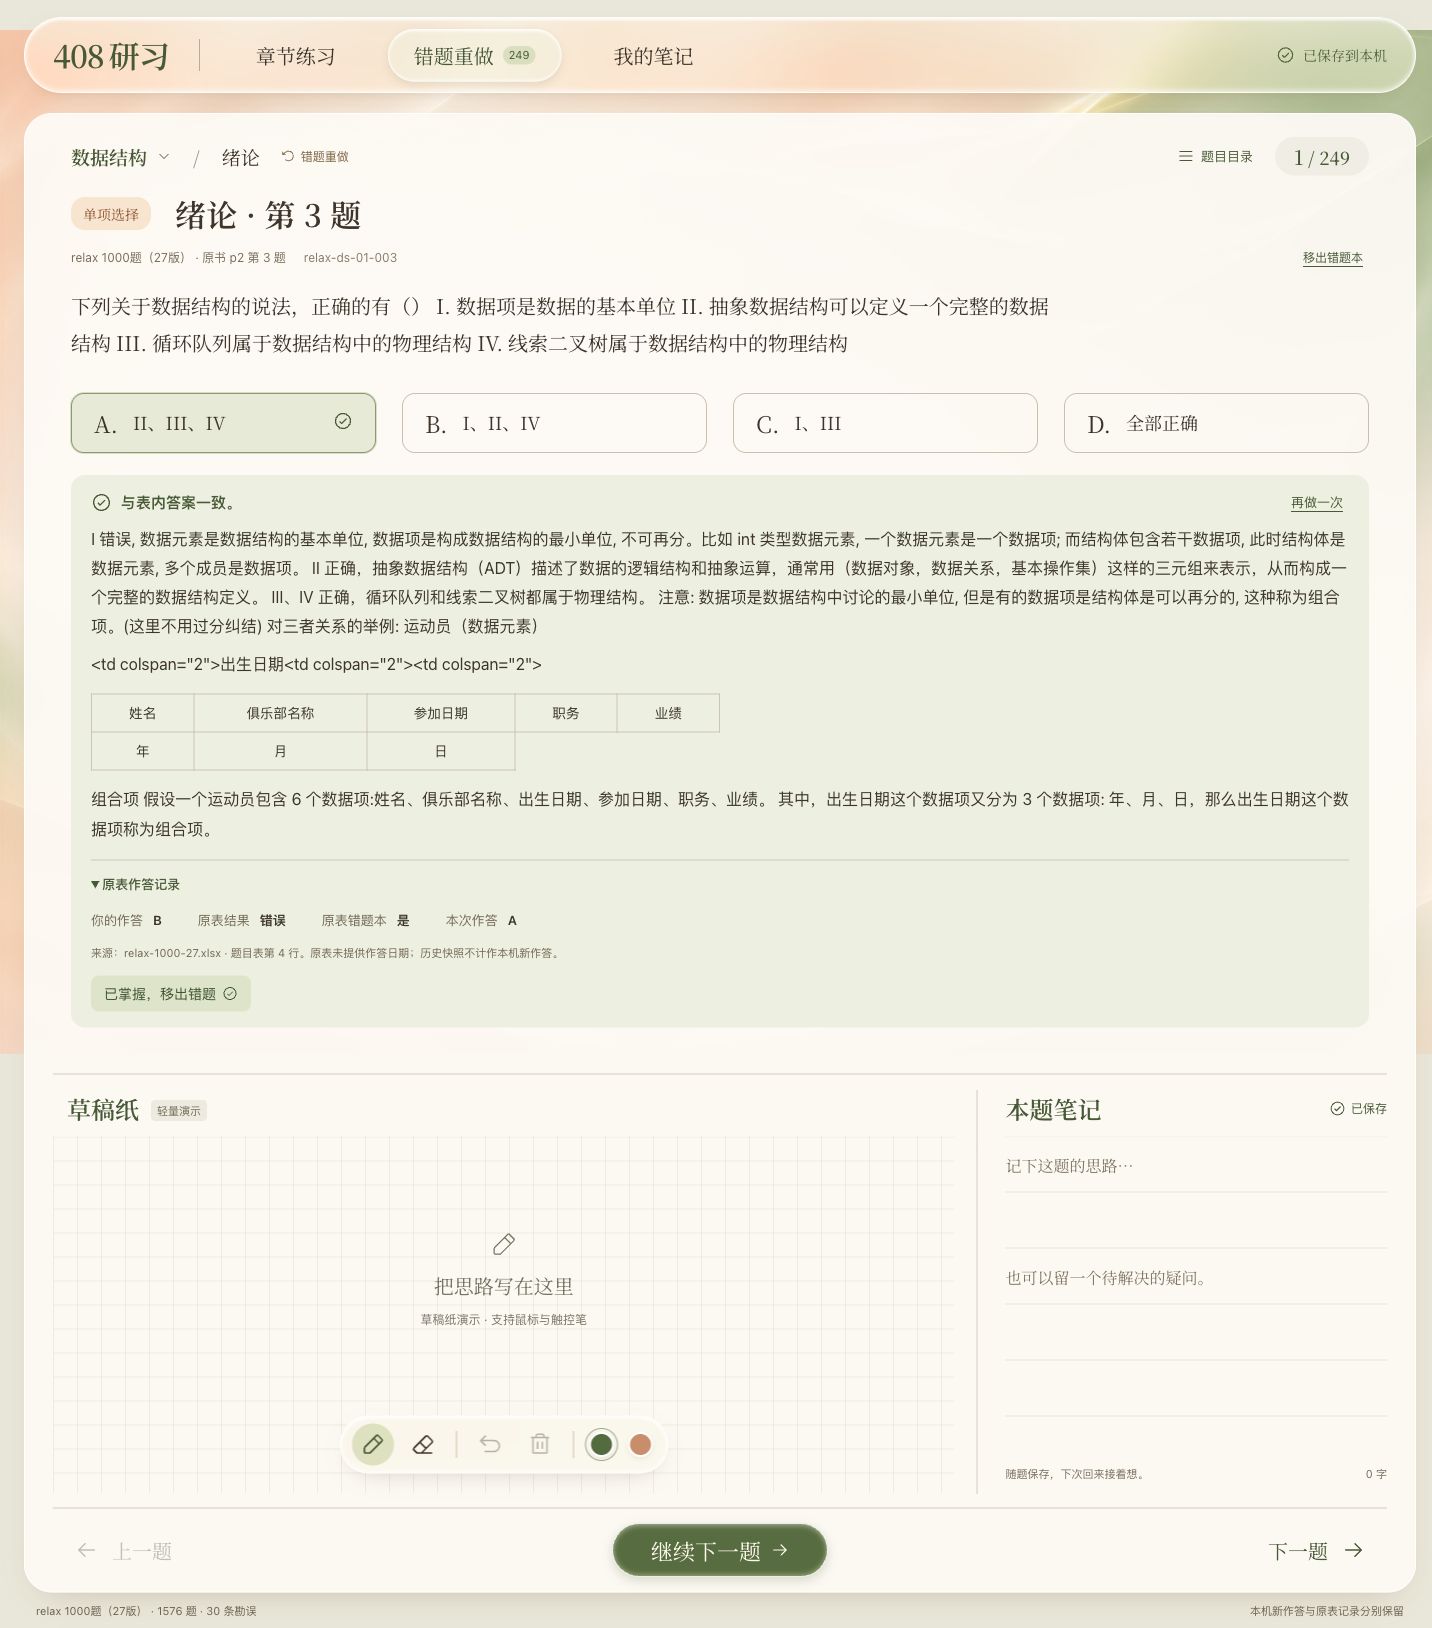 408 研习
章节练习
错题重做 249
我的笔记
已保存到本机
数据结构 / 绪论 错题重做
题目目录
1 / 249
单项选择 绪论 · 第 3 题
relax 1000题（27版） · 原书 p2 第 3 题 relax-ds-01-003
移出错题本
下列关于数据结构的说法，正确的有（） I. 数据项是数据的基本单位 II. 抽象数据结构可以定义一个完整的数据
结构 III. 循环队列属于数据结构中的物理结构 IV. 线索二叉树属于数据结构中的物理结构
A. II、III、IV
B. I、II、IV
C. I、III
D. 全部正确
与表内答案一致。
再做一次
I 错误, 数据元素是数据结构的基本单位, 数据项是构成数据结构的最小单位, 不可再分。比如 int 类型数据元素, 一个数据元素是一个数据项; 而结构体包含若干数据项, 此时结构体是
数据元素, 多个成员是数据项。 II 正确，抽象数据结构（ADT）描述了数据的逻辑结构和抽象运算，通常用（数据对象，数据关系，基本操作集）这样的三元组来表示，从而构成一
个完整的数据结构定义。 III、IV 正确，循环队列和线索二叉树都属于物理结构。 注意: 数据项是数据结构中讨论的最小单位, 但是有的数据项是结构体是可以再分的, 这种称为组合
项。(这里不用过分纠结) 对三者关系的举例: 运动员（数据元素）
<td colspan="2">出生日期<td colspan="2"><td colspan="2">
姓名 俱乐部名称 参加日期 职务 业绩
年 月 日
组合项 假设一个运动员包含 6 个数据项:姓名、俱乐部名称、出生日期、参加日期、职务、业绩。 其中，出生日期这个数据项又分为 3 个数据项: 年、月、日，那么出生日期这个数
据项称为组合项。
▼原表作答记录
你的作答 B 原表结果 错误 原表错题本 是 本次作答 A
来源：relax-1000-27.xlsx · 题目表第 4 行。原表未提供作答日期；历史快照不计作本机新作答。
已掌握，移出错题
草稿纸 轻量演示
把思路写在这里
草稿纸演示 · 支持鼠标与触控笔
本题笔记
已保存
记下这题的思路…
也可以留一个待解决的疑问。
随题保存，下次回来接着想。
0 字
上一题
继续下一题
下一题
relax 1000题（27版） · 1576 题 · 30 条勘误
本机新作答与原表记录分别保留